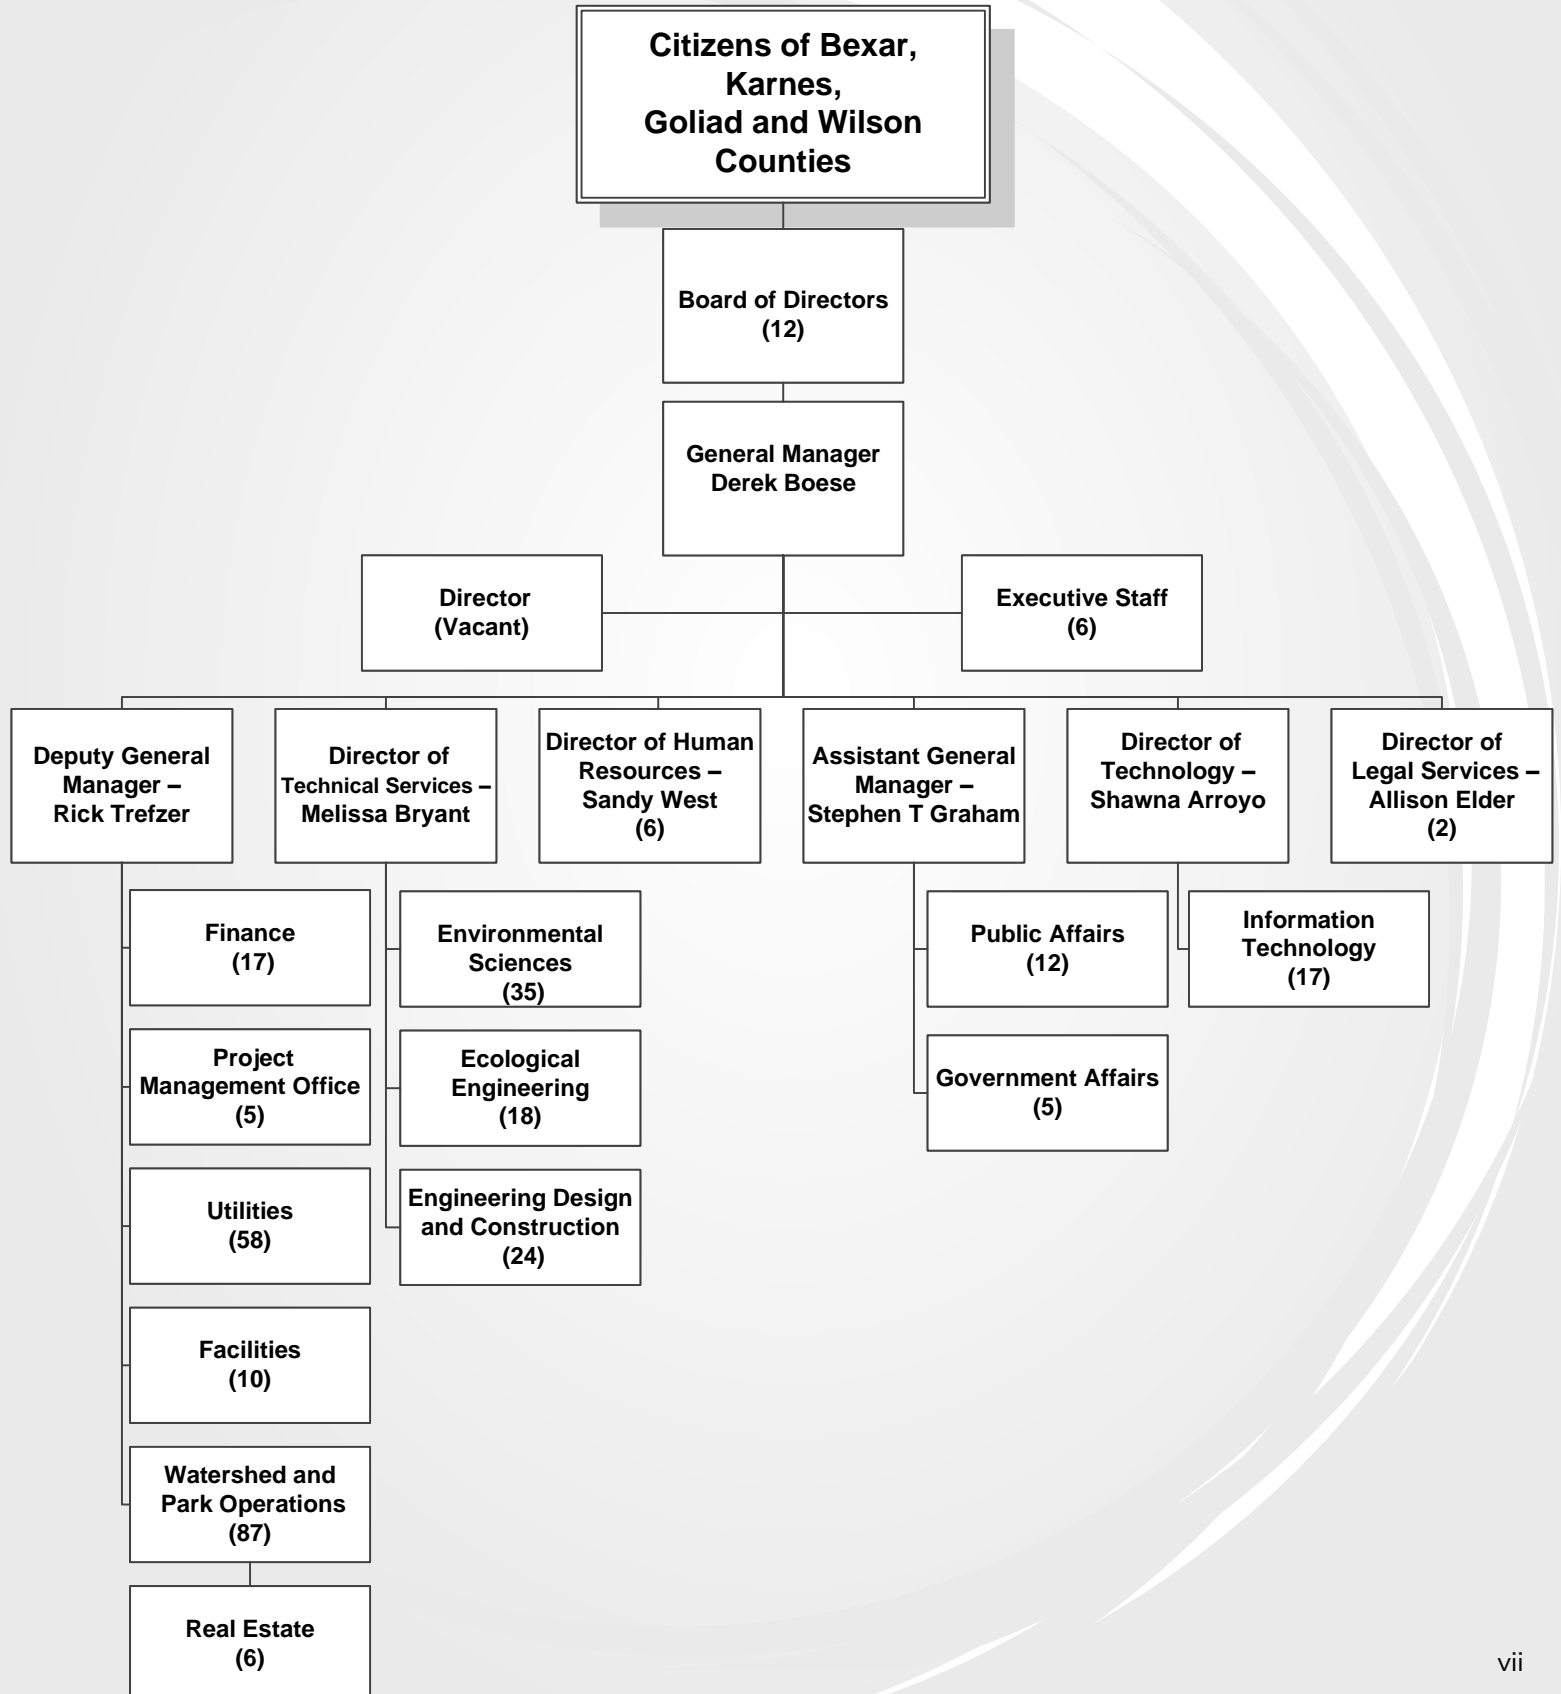 Citizens of Bexar,
Karnes,
Goliad and Wilson
Counties
Board of Directors
(12)
General Manager
Derek Boese
Director
(Vacant)
Executive Staff
(6)
Deputy General
Manager –
Rick Trefzer
Director of
Technical Services –
Melissa Bryant
Director of Human
Resources –
Sandy West
(6)
Assistant General
Manager –
Stephen T Graham
Director of
Technology –
Shawna Arroyo
Director of
Legal Services –
Allison Elder
(2)
Finance
(17)
Project
Management Office
(5)
Utilities
(58)
Facilities
(10)
Watershed and
Park Operations
(87)
Real Estate
(6)
Environmental
Sciences
(35)
Ecological
Engineering
(18)
Engineering Design
and Construction
(24)
Public Affairs
(12)
Government Affairs
(5)
Information
Technology
(17)
vii